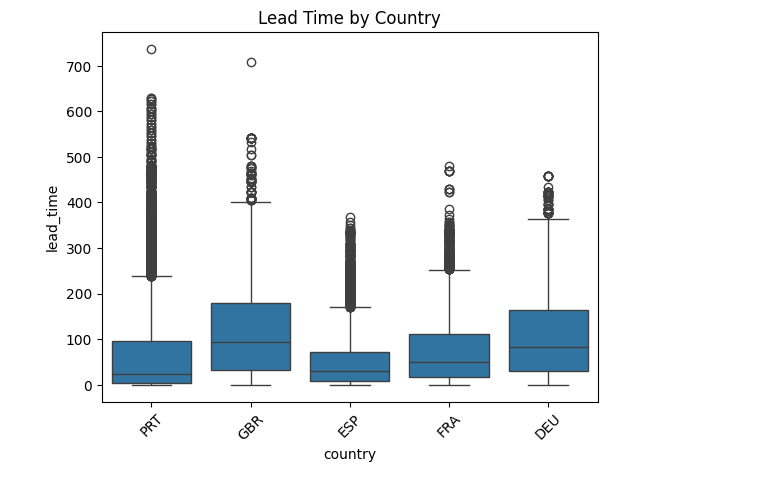 Lead Time by Country
lead_time
700
600
500
400
300
200
100
0
PRT
GBR
ESP
FRA
DEU
country